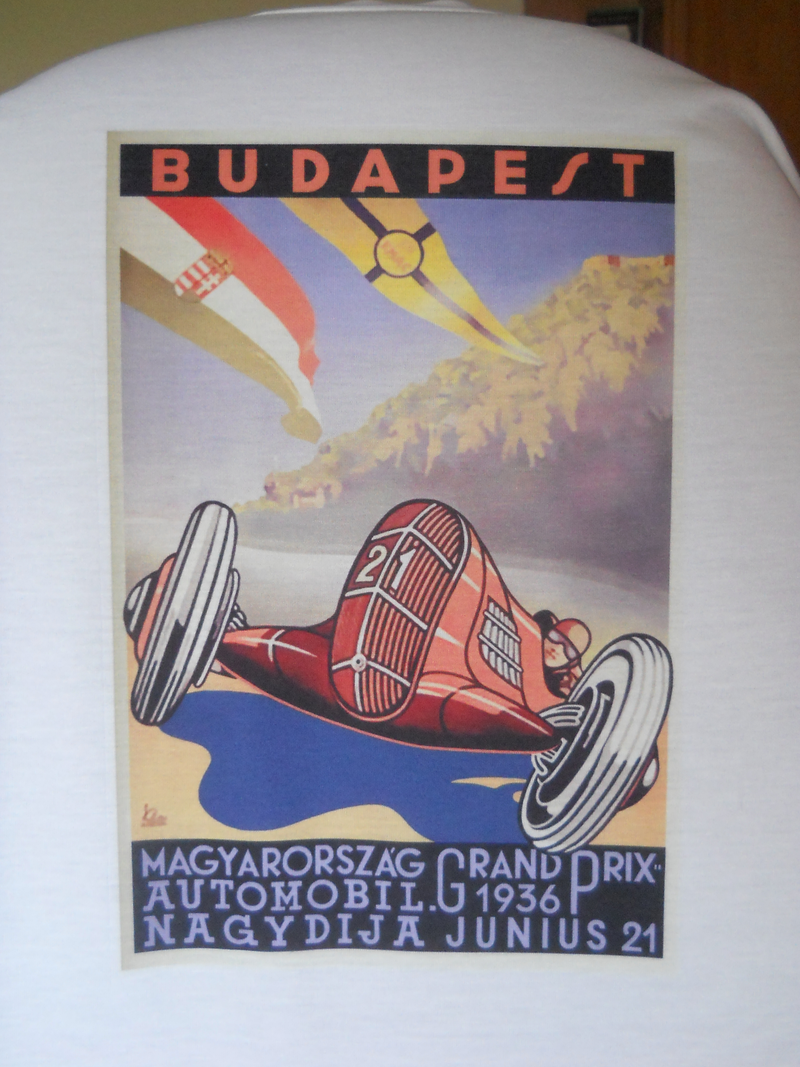 BUDAPEST
21
MAGYARORSZÁG GRAND PRIX"
AUTOMOBIL. 1936
NAGYDIJA JUNIUS 21